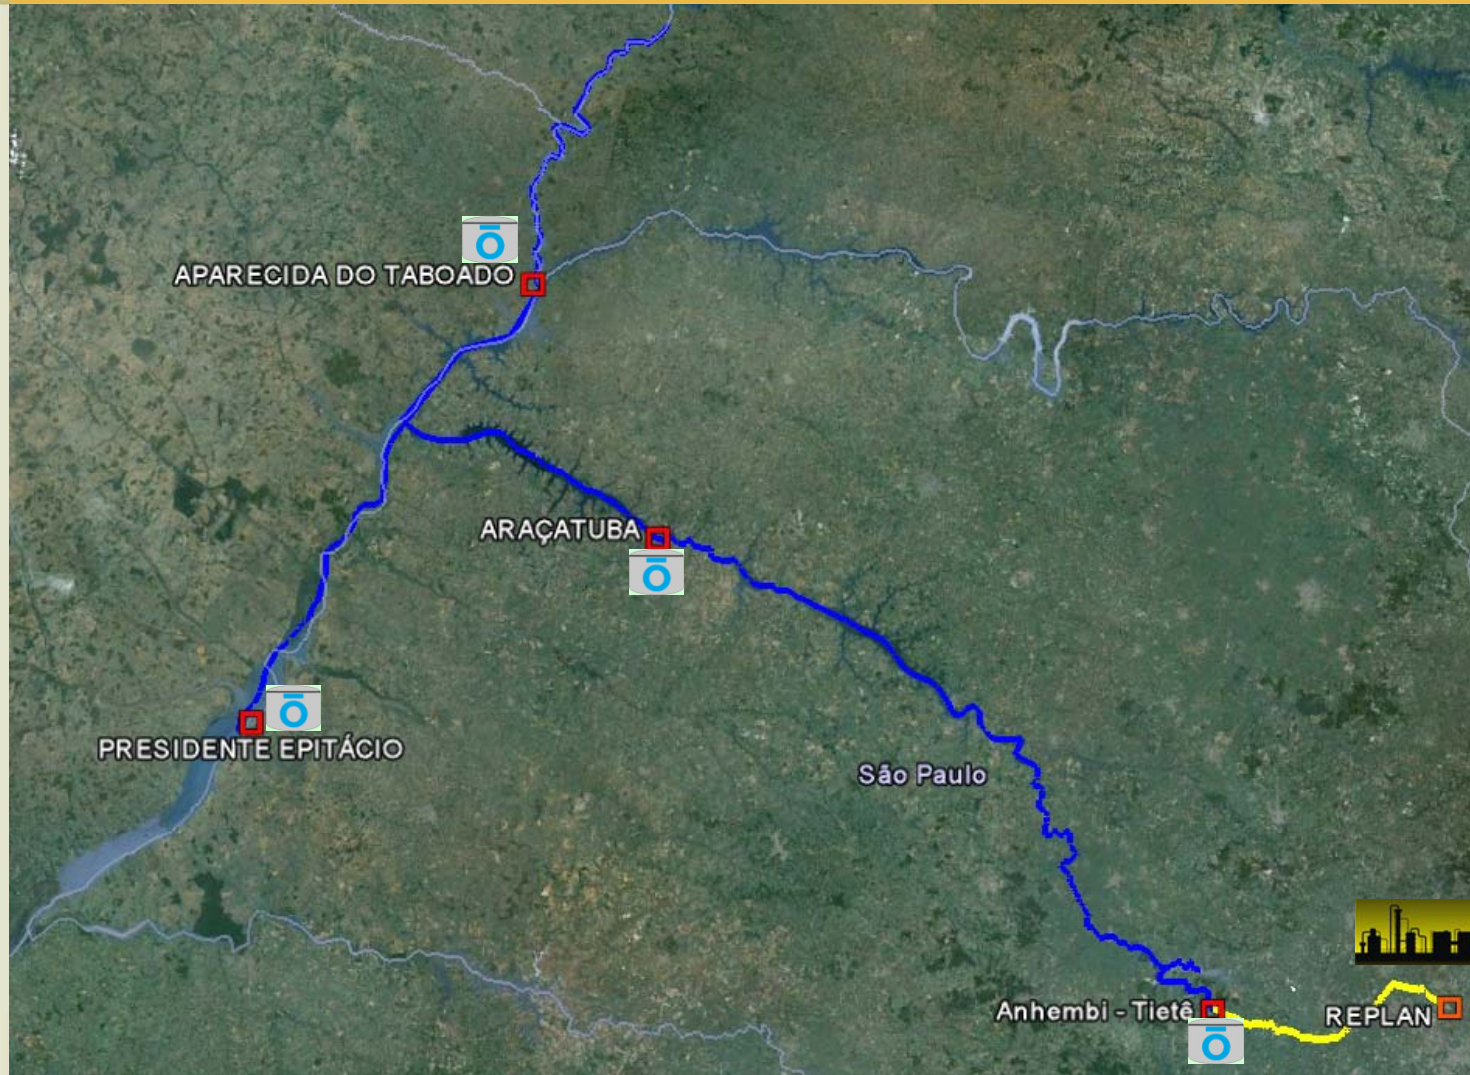 APARECIDA DO TABOADO
ARAÇATUBA
PRESIDENTE EPITÁCIO
São Paulo
Anhembi - Tietê
REPLAN